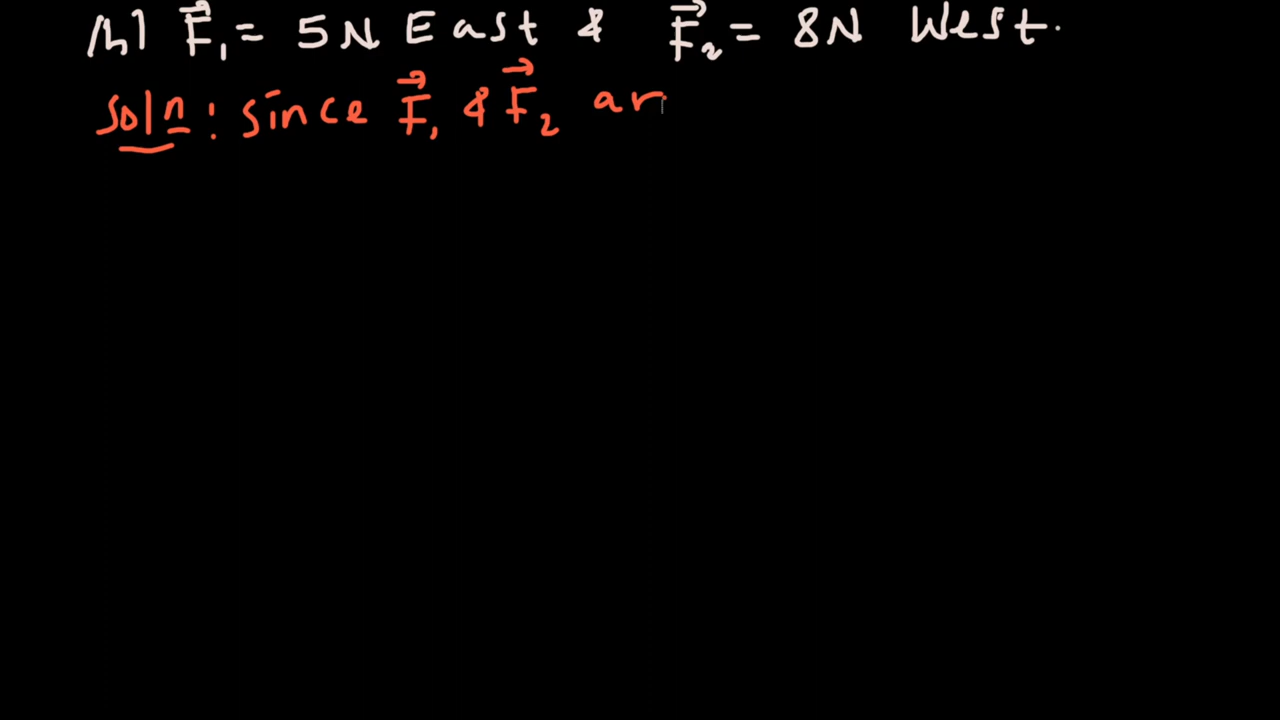 /h) F⃗₁ = 5N East & F⃗₂ = 8N West.
soln: since F⃗₁ & F⃗₂ ar